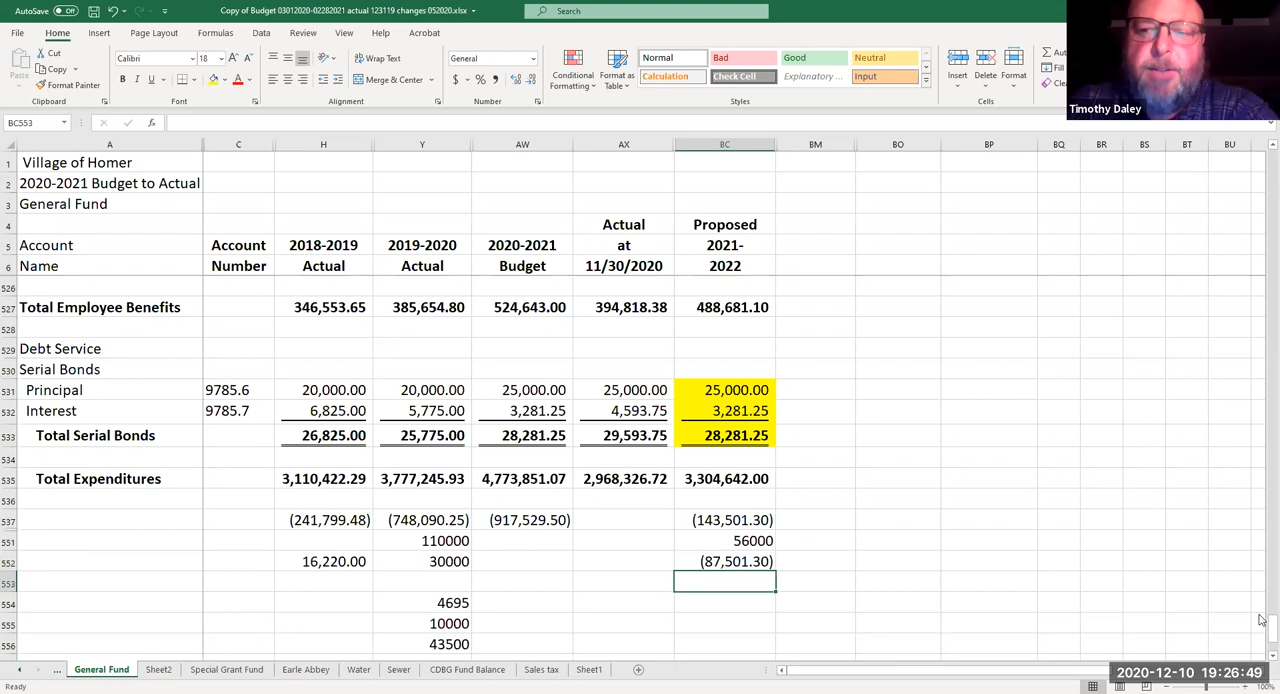 AutoSave Off Copy of Budget 03012020-02282021 actual 123119 changes 052020.xlsx Search
File Home Insert Page Layout Formulas Data Review View Help Acrobat
Cut Calibri 18 Wrap Text General Normal Bad Good Neutral
Paste Copy Merge & Center Conditional Formatting Format as Table Calculation Check Cell Explanatory ... Input Insert Delete Format
Format Painter
Clipboard Font Alignment Number Styles Cells
Timothy Daley
BC553 fx
A C H Y AW AX BC BM BO BP BQ BR BS BT BU
1 Village of Homer
2 2020-2021 Budget to Actual
3 General Fund
4 Actual Proposed
5 Account Account 2018-2019 2019-2020 2020-2021 at 2021-
6 Name Number Actual Actual Budget 11/30/2020 2022
526
527 Total Employee Benefits 346,553.65 385,654.80 524,643.00 394,818.38 488,681.10
528
529 Debt Service
530 Serial Bonds
531 Principal 9785.6 20,000.00 20,000.00 25,000.00 25,000.00 25,000.00
532 Interest 9785.7 6,825.00 5,775.00 3,281.25 4,593.75 3,281.25
533 Total Serial Bonds 26,825.00 25,775.00 28,281.25 29,593.75 28,281.25
534
535 Total Expenditures 3,110,422.29 3,777,245.93 4,773,851.07 2,968,326.72 3,304,642.00
536
537 (241,799.48) (748,090.25) (917,529.50) (143,501.30)
551 110000 56000
552 16,220.00 30000 (87,501.30)
553
554 4695
555 10000
556 43500
... General Fund Sheet2 Special Grant Fund Earle Abbey Water Sewer CDBG Fund Balance Sales tax Sheet1
2020-12-10 19:26:49
Ready 100%